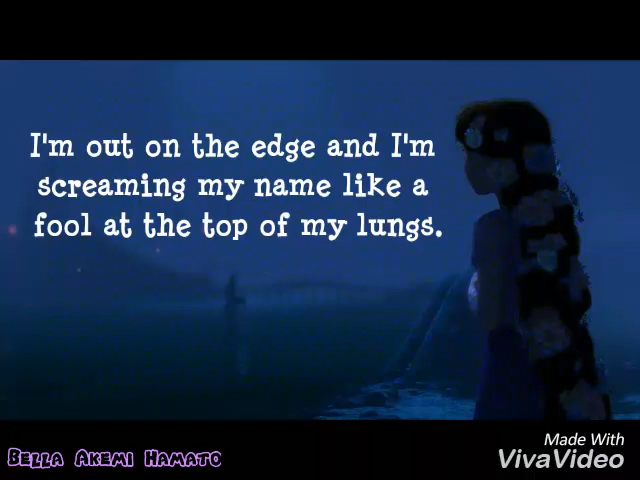 I'm out on the edge and I'm
screaming my name like a
fool at the top of my lungs.
Bella Akemi Hamato
Made With
VivaVideo